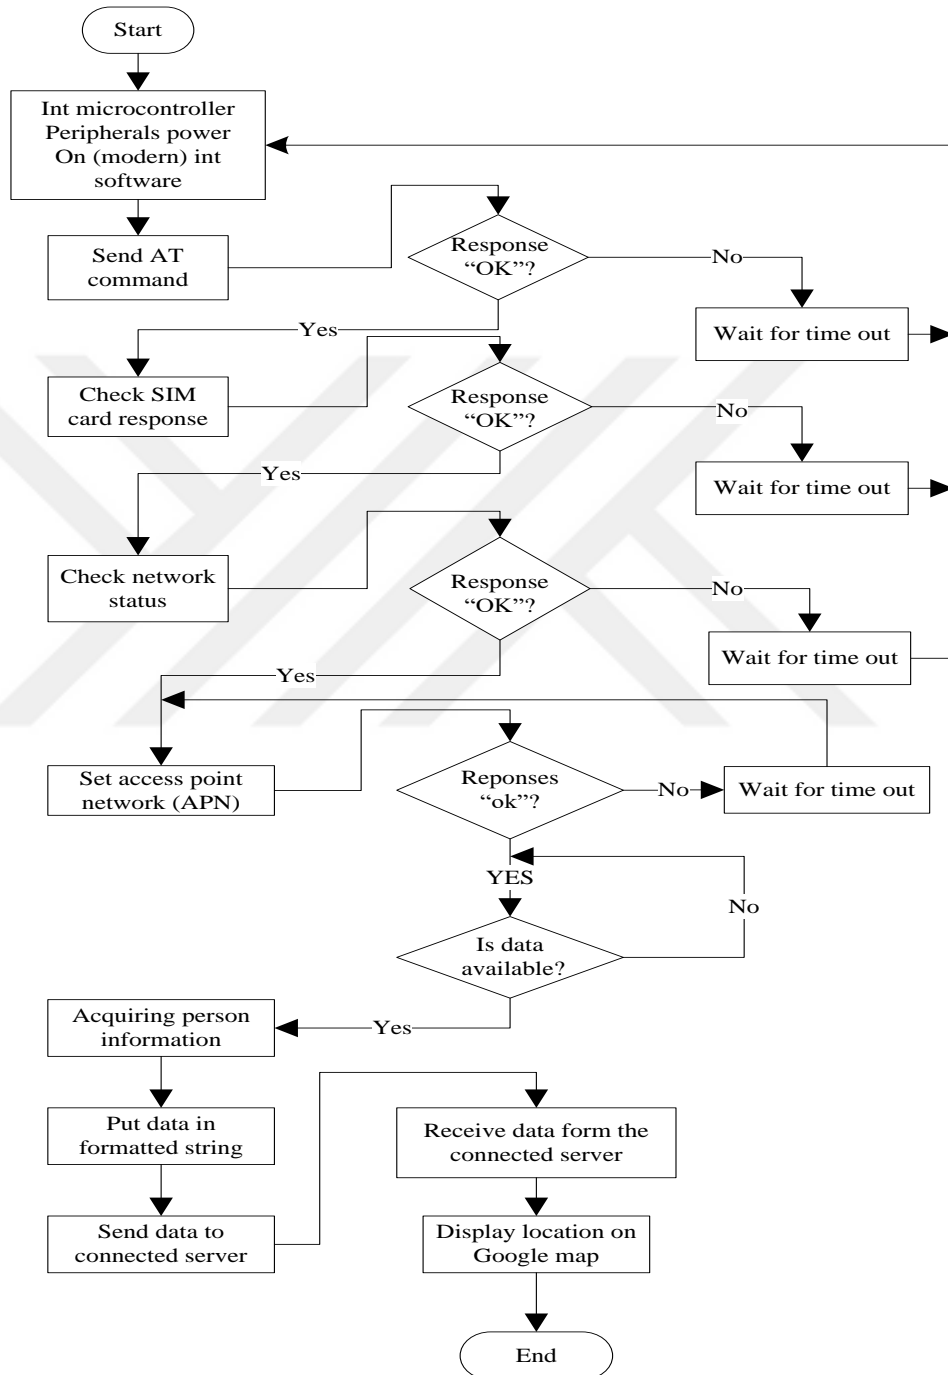 Start
Int microcontroller
Peripherals power
On (modern) int
software
Send AT
command
Response
“OK”?
No
Wait for time out
Yes
Check SIM
card response
Response
“OK”?
No
Wait for time out
Yes
Check network
status
Response
“OK”?
No
Wait for time out
Yes
Set access point
network (APN)
Reponses
“ok”?
No
Wait for time out
YES
No
Is data
available?
Yes
Acquiring person
information
Put data in
formatted string
Send data to
connected server
Receive data form the
connected server
Display location on
Google map
End